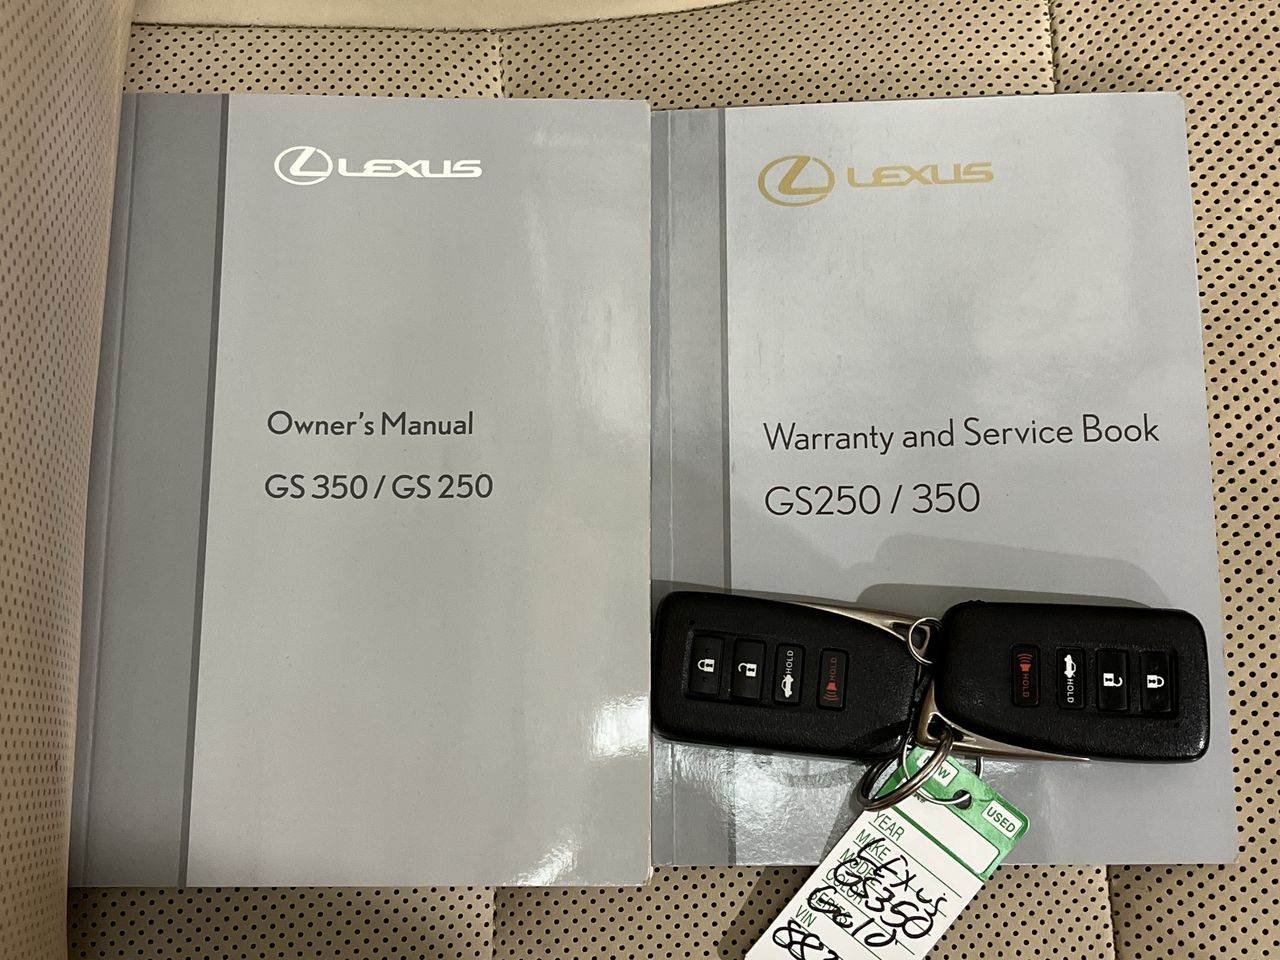 LEXUS
Owner's Manual
GS 350 / GS 250
LEXUS
Warranty and Service Book
GS250 / 350
HOLD
HOLD
HOLD
HOLD
USED
YEAR
MAKE Lexus
GS350
VIN